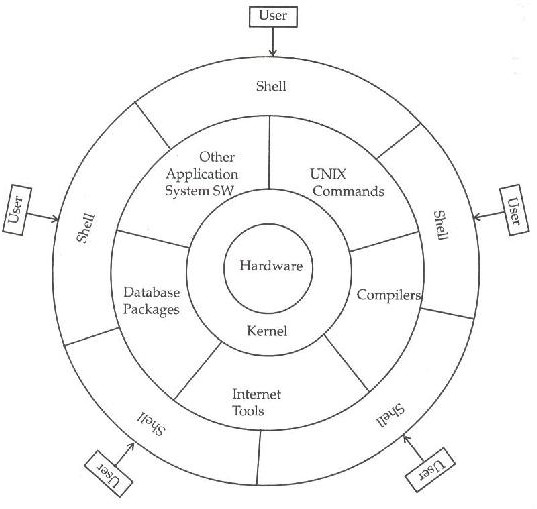 User
Shell
Other
Application
System SW
UNIX
Commands
User
Shell
Shell
User
Hardware
Database
Packages
Compilers
Kernel
Internet
Tools
Shell
Shell
User
User